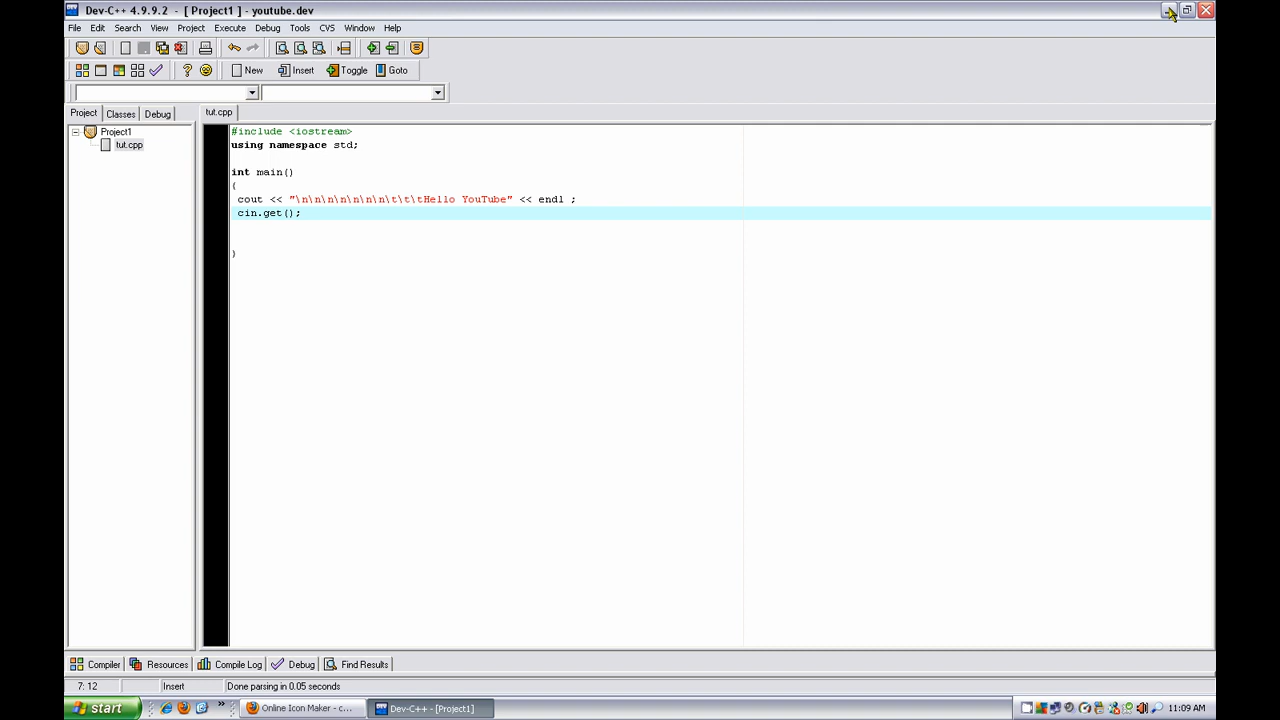 Dev-C++ 4.9.9.2 - [ Project1 ] - youtube.dev
File Edit Search View Project Execute Debug Tools CVS Window Help
New Insert Toggle Goto
Project Classes Debug
tut.cpp
Project1
tut.cpp
#include <iostream>
using namespace std;
int main()
{
cout << "\n\n\n\n\n\n\n\t\t\tHello YouTube" << endl ;
cin.get();
}
Compiler Resources Compile Log Debug Find Results
7: 12 Insert Done parsing in 0.05 seconds
start Online Icon Maker - c... Dev-C++ - [Project1] 11:09 AM